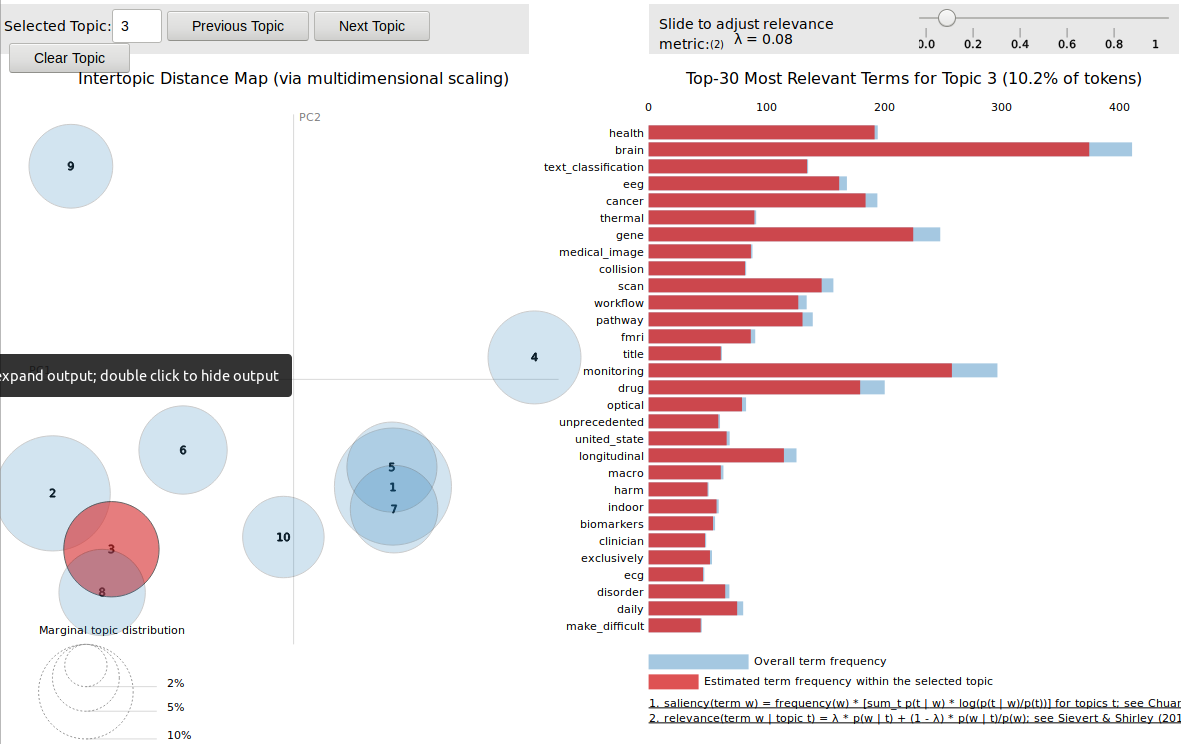 Selected Topic: 3 Previous Topic Next Topic
Clear Topic
Slide to adjust relevance
metric:(2) λ = 0.08
0.0 0.2 0.4 0.6 0.8 1
Intertopic Distance Map (via multidimensional scaling)
PC2
9
4
expand output; double click to hide output
6
2
5
1
7
3
10
8
Marginal topic distribution
2%
5%
10%
Top-30 Most Relevant Terms for Topic 3 (10.2% of tokens)
0 100 200 300 400
health
brain
text_classification
eeg
cancer
thermal
gene
medical_image
collision
scan
workflow
pathway
fmri
title
monitoring
drug
optical
unprecedented
united_state
longitudinal
macro
harm
indoor
biomarkers
clinician
exclusively
ecg
disorder
daily
make_difficult
Overall term frequency
Estimated term frequency within the selected topic
1. saliency(term w) = frequency(w) * [sum_t p(t | w) * log(p(t | w)/p(t))] for topics t; see Chuan
2. relevance(term w | topic t) = λ * p(w | t) + (1 - λ) * p(w | t)/p(w); see Sievert & Shirley (201